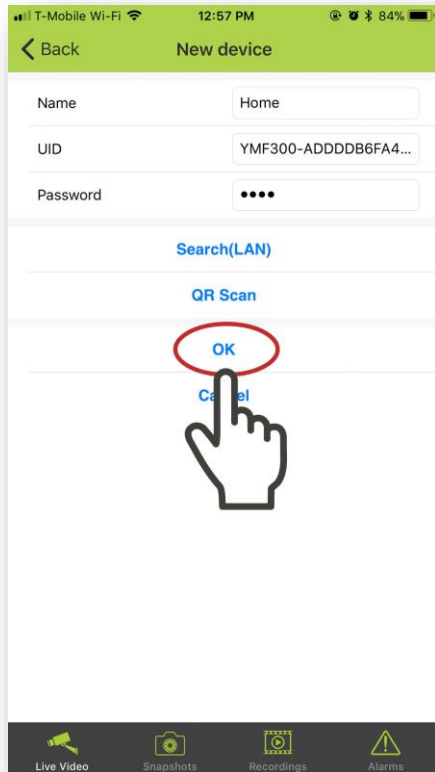 T-Mobile Wi-Fi 12:57 PM 84%
Back New device
Name Home
UID YMF300-ADDDDB6FA4...
Password ••••
Search(LAN)
QR Scan
OK
Live Video Snapshots Recordings Alarms